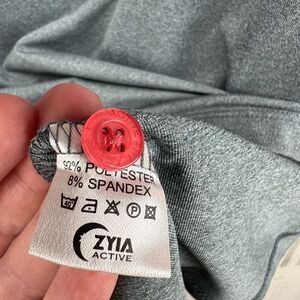 92% POLYESTER
8% SPANDEX
ZYIA
ACTIVE